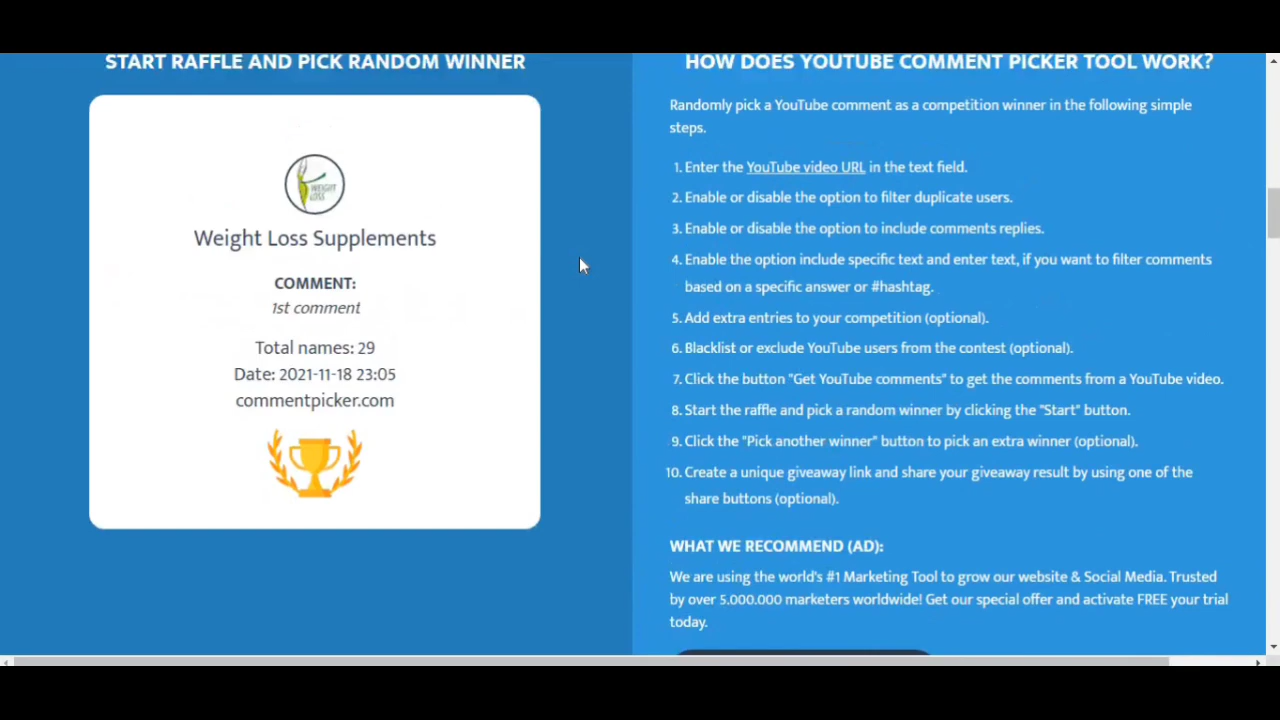 START RAFFLE AND PICK RANDOM WINNER
WEIGHT
LOSS
Weight Loss Supplements
COMMENT:
1st comment
Total names: 29
Date: 2021-11-18 23:05
commentpicker.com
HOW DOES YOUTUBE COMMENT PICKER TOOL WORK?
Randomly pick a YouTube comment as a competition winner in the following simple
steps.
1. Enter the YouTube video URL in the text field.
2. Enable or disable the option to filter duplicate users.
3. Enable or disable the option to include comments replies.
4. Enable the option include specific text and enter text, if you want to filter comments
based on a specific answer or #hashtag.
5. Add extra entries to your competition (optional).
6. Blacklist or exclude YouTube users from the contest (optional).
7. Click the button "Get YouTube comments" to get the comments from a YouTube video.
8. Start the raffle and pick a random winner by clicking the "Start" button.
9. Click the "Pick another winner" button to pick an extra winner (optional).
10. Create a unique giveaway link and share your giveaway result by using one of the
share buttons (optional).
WHAT WE RECOMMEND (AD):
We are using the world's #1 Marketing Tool to grow our website & Social Media. Trusted
by over 5.000.000 marketers worldwide! Get our special offer and activate FREE your trial
today.